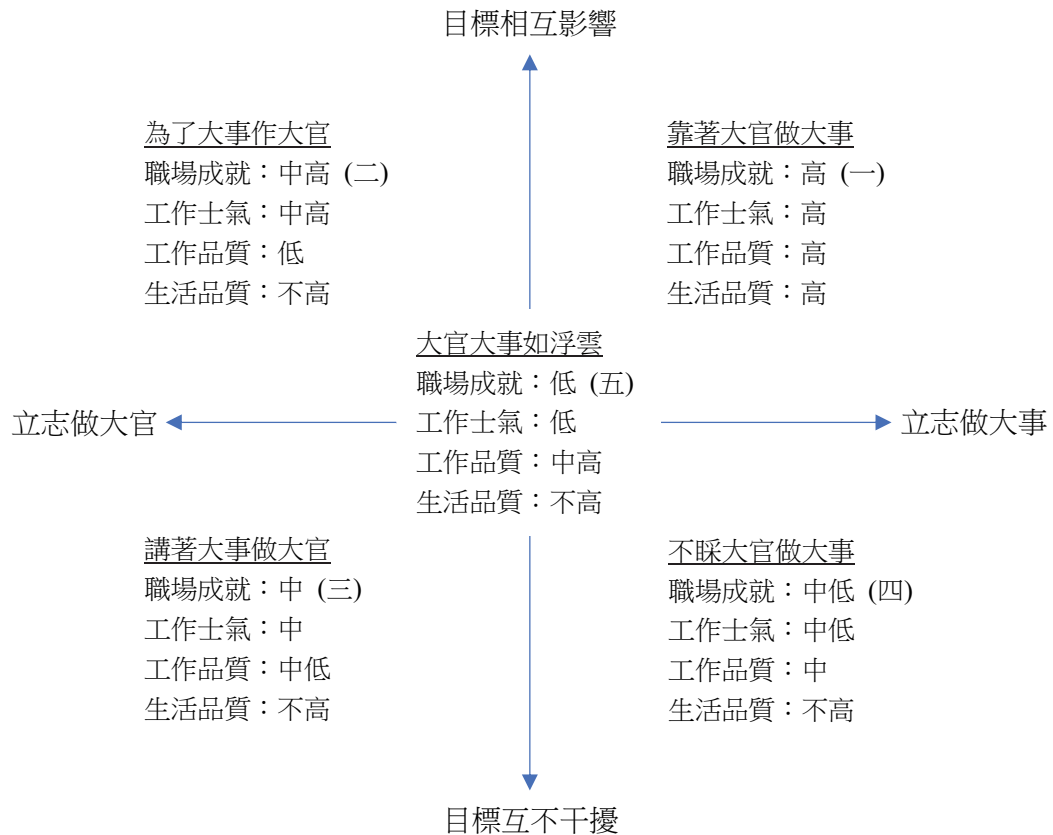 目標相互影響
為了大事作大官
職場成就：中高 (二)
工作士氣：中高
工作品質：低
生活品質：不高
靠著大官做大事
職場成就：高 (一)
工作士氣：高
工作品質：高
生活品質：高
大官大事如浮雲
職場成就：低 (五)
工作士氣：低
工作品質：中高
生活品質：不高
立志做大官
立志做大事
講著大事做大官
職場成就：中 (三)
工作士氣：中
工作品質：中低
生活品質：不高
不睬大官做大事
職場成就：中低 (四)
工作士氣：中低
工作品質：中
生活品質：不高
目標互不干擾